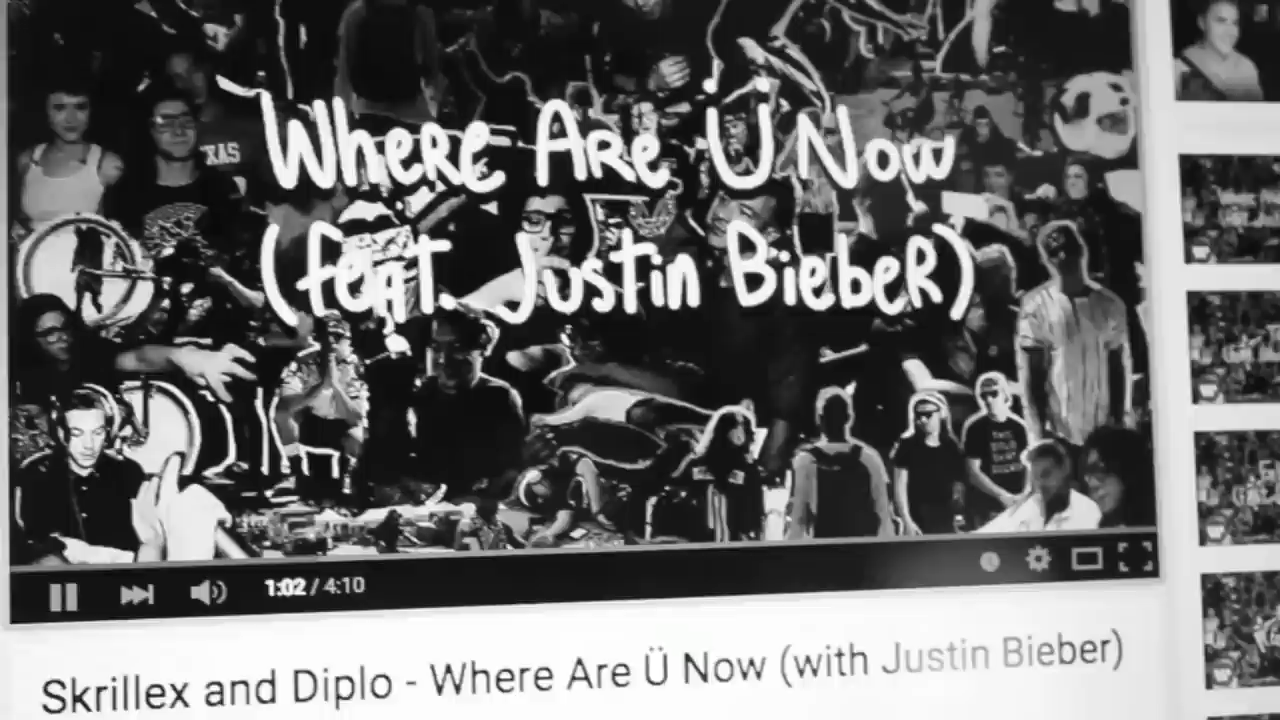 Where Are Ü Now
XAS
(feat. Justin Bieber)
1:02 / 4:10
Skrillex and Diplo - Where Are Ü Now (with Justin Bieber)